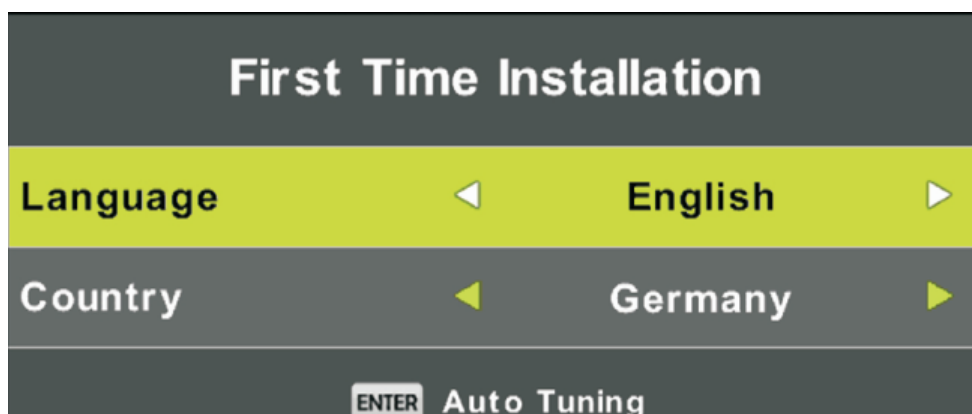 First Time Installation
Language English
Country Germany
ENTER Auto Tuning